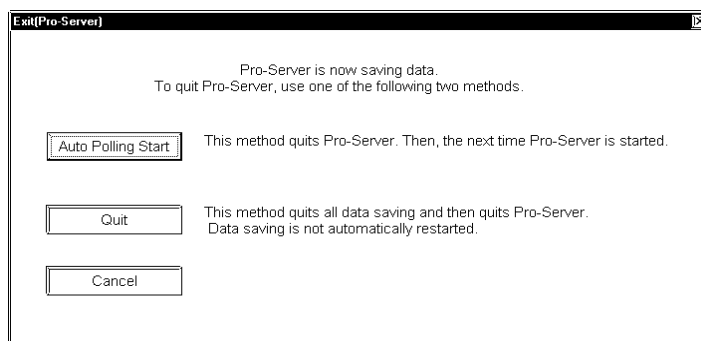 Exit(Pro-Server)
Pro-Server is now saving data.
To quit Pro-Server, use one of the following two methods.
Auto Polling Start
This method quits Pro-Server. Then, the next time Pro-Server is started.
Quit
This method quits all data saving and then quits Pro-Server.
Data saving is not automatically restarted.
Cancel